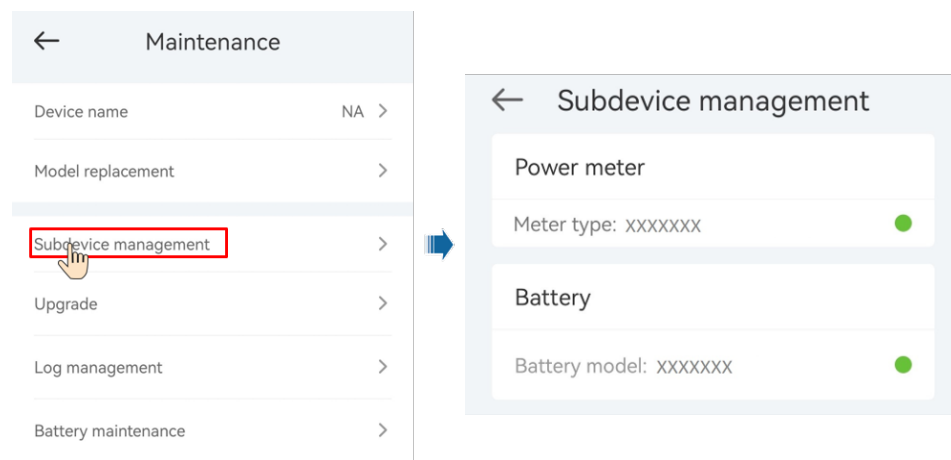 Maintenance
Device name NA
Model replacement
Subdevice management
Upgrade
Log management
Battery maintenance
Subdevice management
Power meter
Meter type: XXXXXXX
Battery
Battery model: XXXXXXX